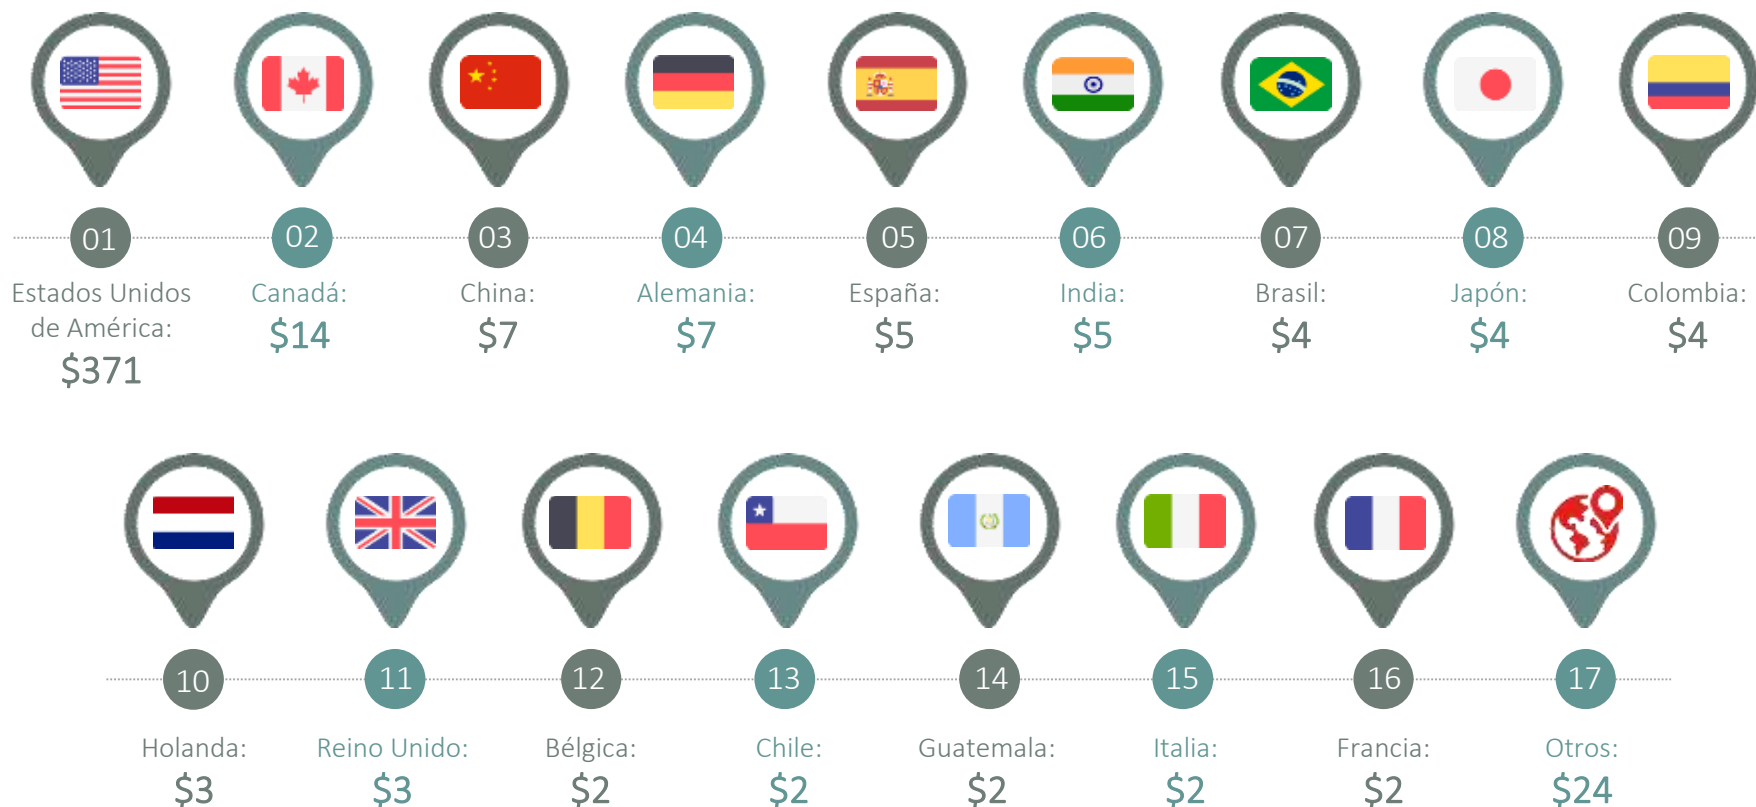 01
Estados Unidos
de América:
$371
02
Canadá:
$14
03
China:
$7
04
Alemania:
$7
05
España:
$5
06
India:
$5
07
Brasil:
$4
08
Japón:
$4
09
Colombia:
$4
10
Holanda:
$3
11
Reino Unido:
$3
12
Bélgica:
$2
13
Chile:
$2
14
Guatemala:
$2
15
Italia:
$2
16
Francia:
$2
17
Otros:
$24